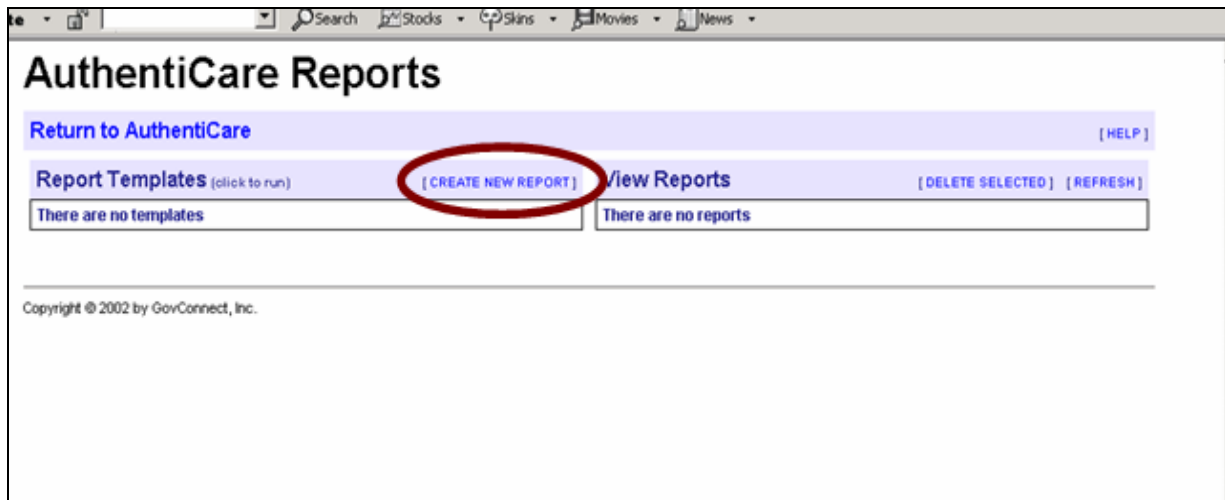 te Search Stocks Skins Movies News
AuthentiCare Reports
Return to AuthentiCare [ HELP ]
Report Templates (click to run) [ CREATE NEW REPORT ] View Reports [ DELETE SELECTED ] [ REFRESH ]
There are no templates There are no reports
Copyright © 2002 by GovConnect, Inc.